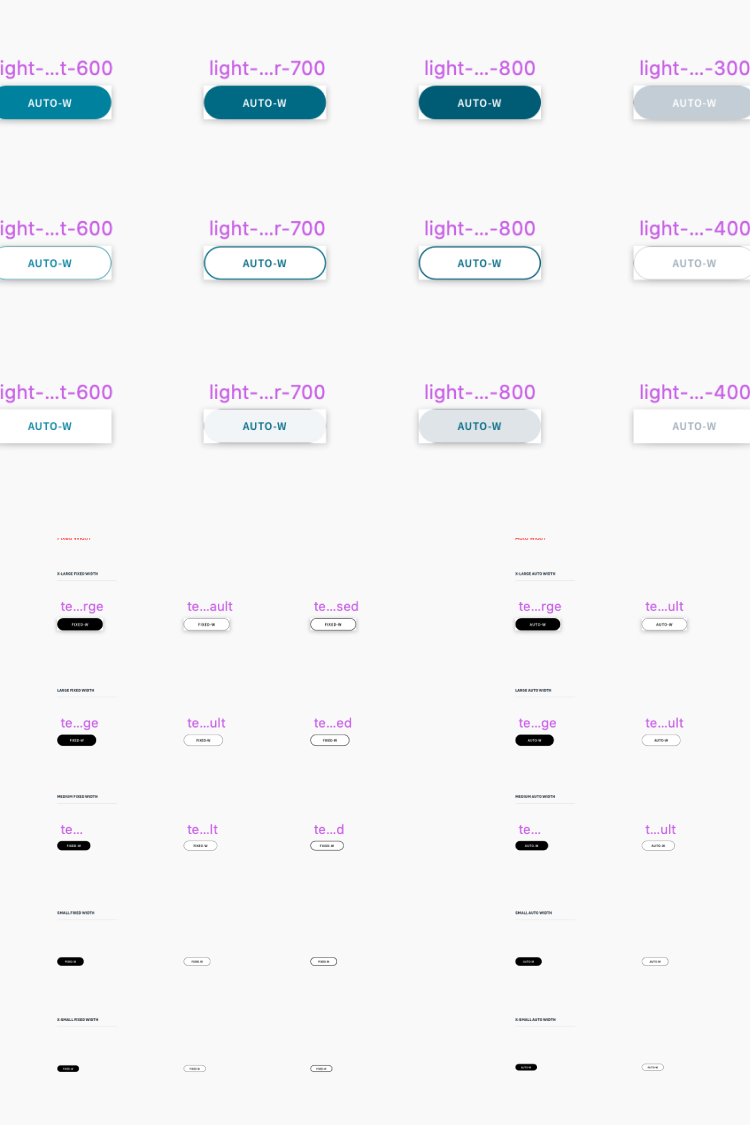 ight-...t-600 light-...r-700 light-...-800 light-...-300
AUTO-W AUTO-W AUTO-W AUTO-W
ight-...t-600 light-...r-700 light-...-800 light-...-400
AUTO-W AUTO-W AUTO-W AUTO-W
ight-...t-600 light-...r-700 light-...-800 light-...-400
AUTO-W AUTO-W AUTO-W AUTO-W
X-LARGE FIXED WIDTH X-LARGE AUTO WIDTH
te...rge te...ault te...sed te...rge te...ult
FIXED-W FIXED-W FIXED-W AUTO-W AUTO-W
LARGE FIXED WIDTH LARGE AUTO WIDTH
te...ge te...ult te...ed te...ge te...ult
FIXED-W FIXED-W FIXED-W AUTO-W AUTO-W
MEDIUM FIXED WIDTH MEDIUM AUTO WIDTH
te... te...lt te...d te... t...ult
FIXED-W FIXED-W FIXED-W AUTO-W AUTO-W
SMALL FIXED WIDTH SMALL AUTO WIDTH
FIXED-W FIXED-W FIXED-W AUTO-W AUTO-W
X-SMALL FIXED WIDTH X-SMALL AUTO WIDTH
FIXED-W FIXED-W FIXED-W AUTO-W AUTO-W